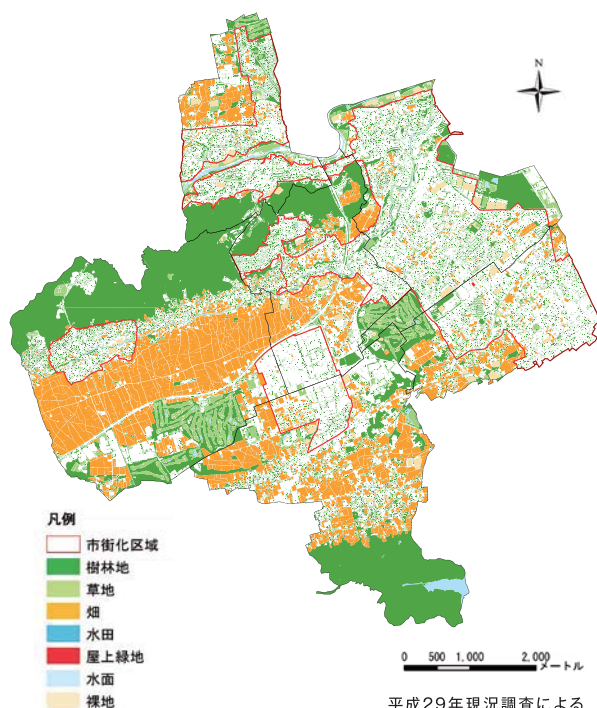 N
凡例
市街化区域
樹林地
草地
畑
水田
屋上緑地
水面
裸地
0 500 1,000 2,000
メートル
平成29年現況調査による